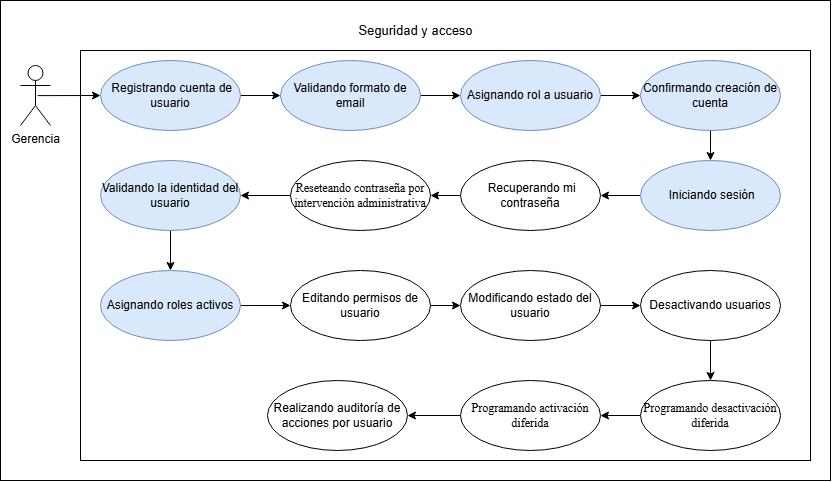 Seguridad y acceso
Gerencia
Registrando cuenta de
usuario
Validando formato de
email
Asignando rol a usuario
Confirmando creación de
cuenta
Iniciando sesión
Recuperando mi
contraseña
Reseteando contraseña por
intervención administrativa
Validando la identidad del
usuario
Asignando roles activos
Editando permisos de
usuario
Modificando estado del
usuario
Desactivando usuarios
Programando desactivación
diferida
Programando activación
diferida
Realizando auditoría de
acciones por usuario